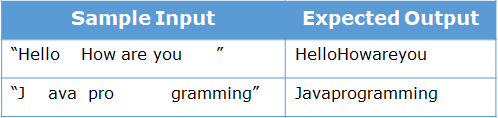 Sample Input Expected Output
“Hello   How are you     ” HelloHowareyou
“J   ava  pro       gramming” Javaprogramming